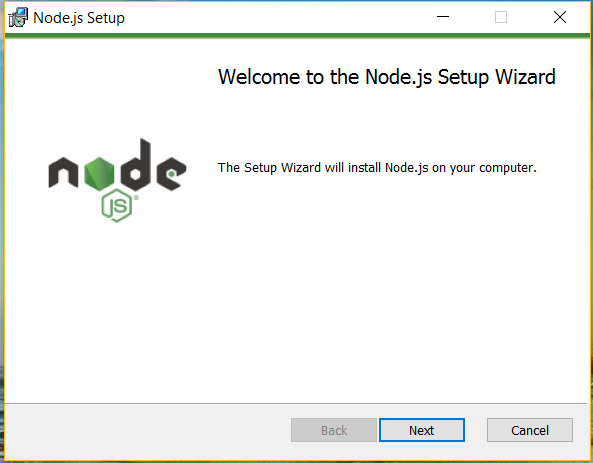 Node.js Setup
Welcome to the Node.js Setup Wizard
node
JS®
The Setup Wizard will install Node.js on your computer.
Back
Next
Cancel